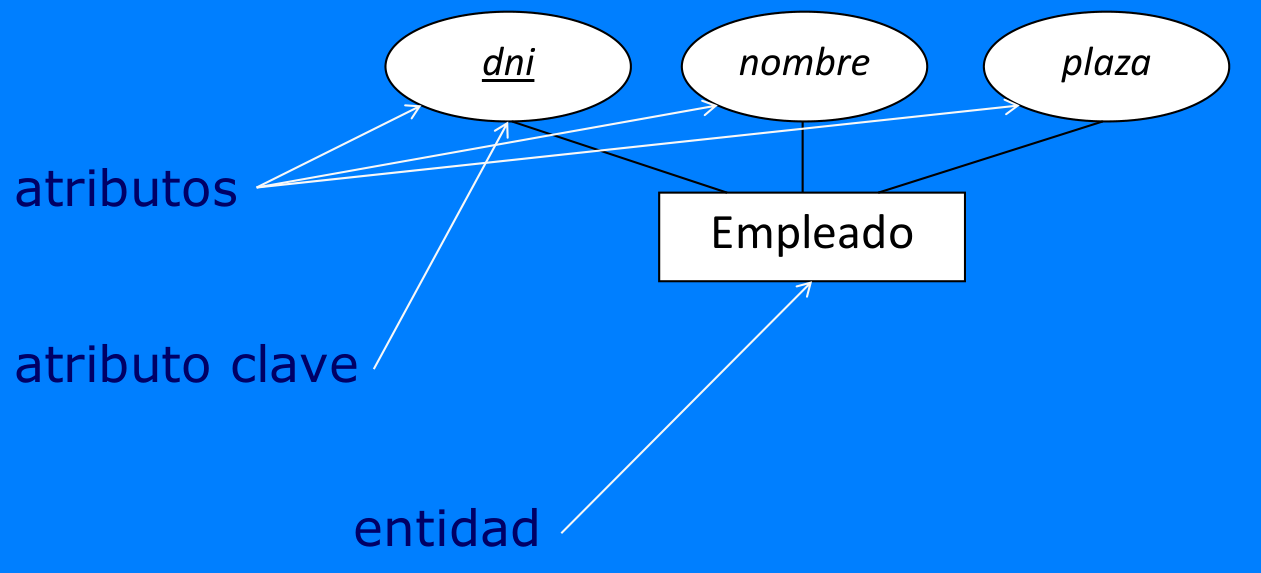 dni
nombre
plaza
atributos
Empleado
atributo clave
entidad